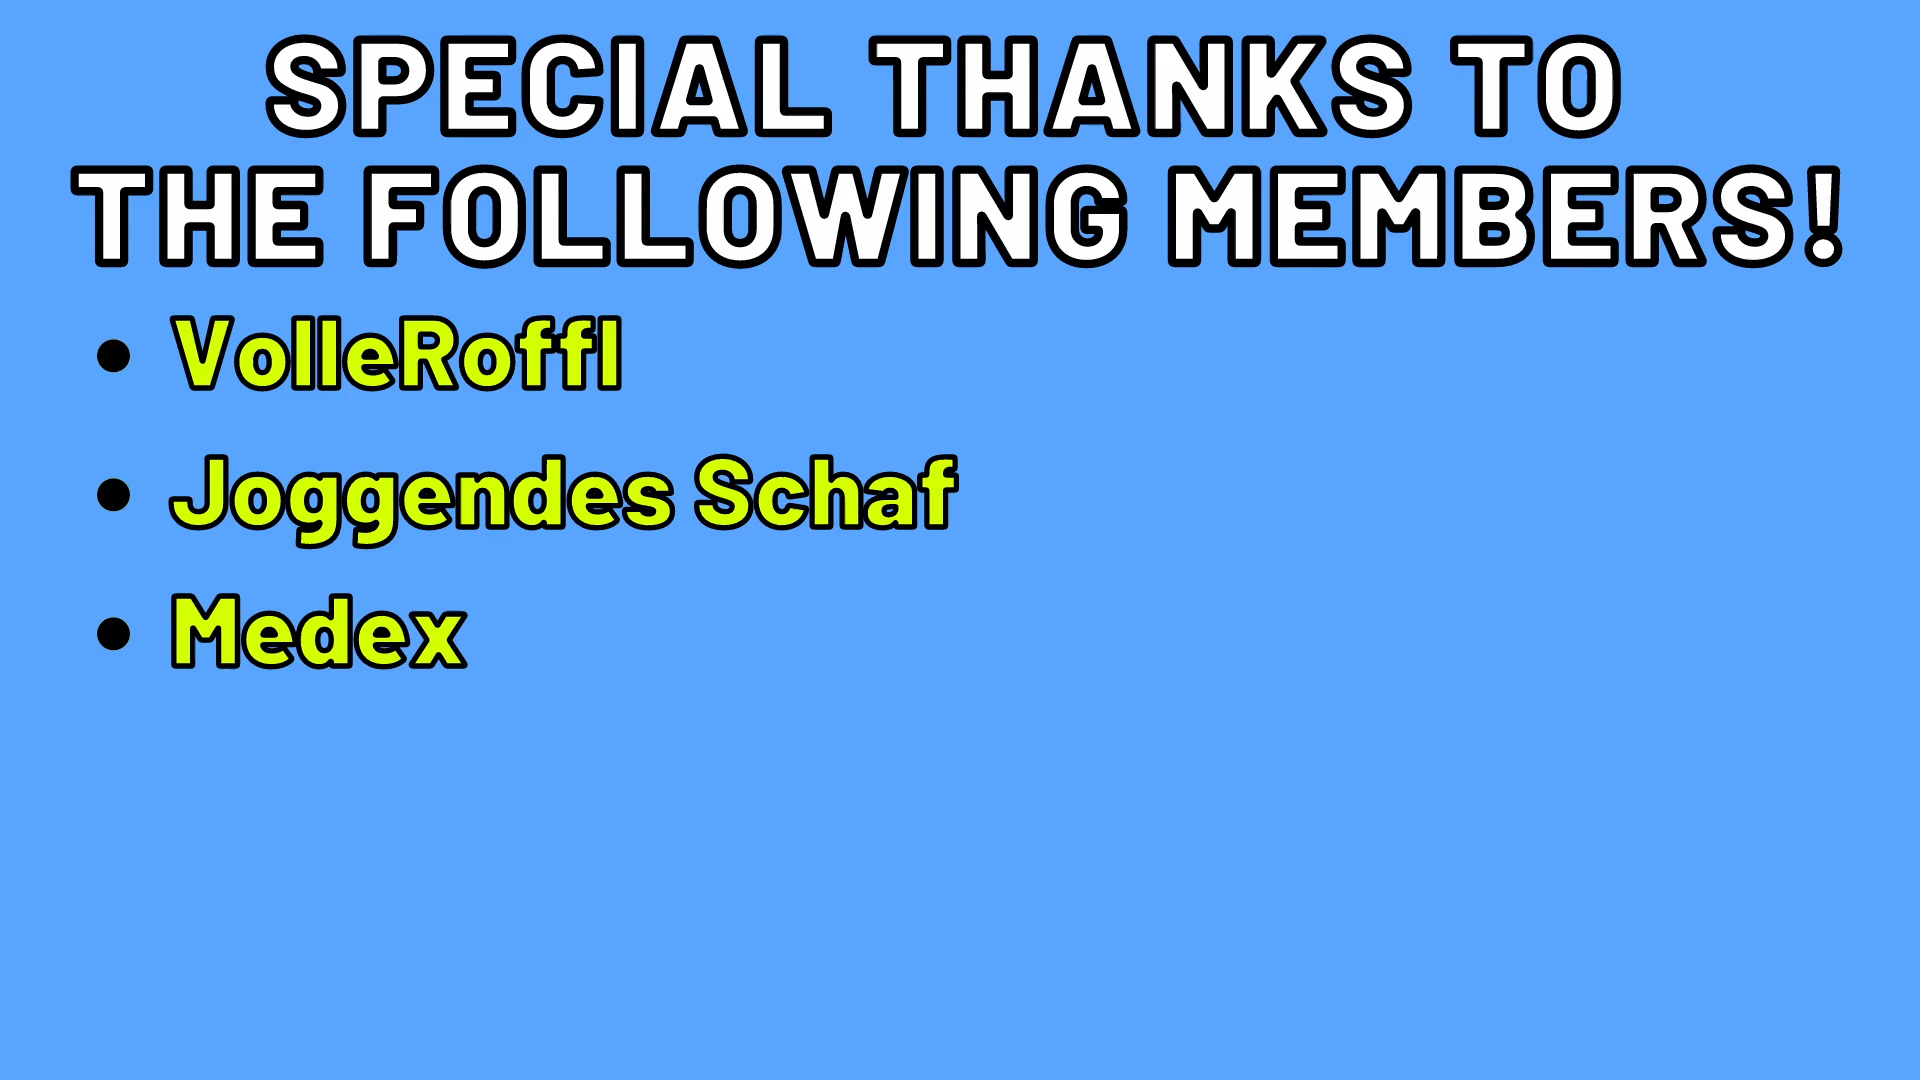 SPECIAL THANKS TO
THE FOLLOWING MEMBERS!
• VolleRoffl
• Joggendes Schaf
• Medex